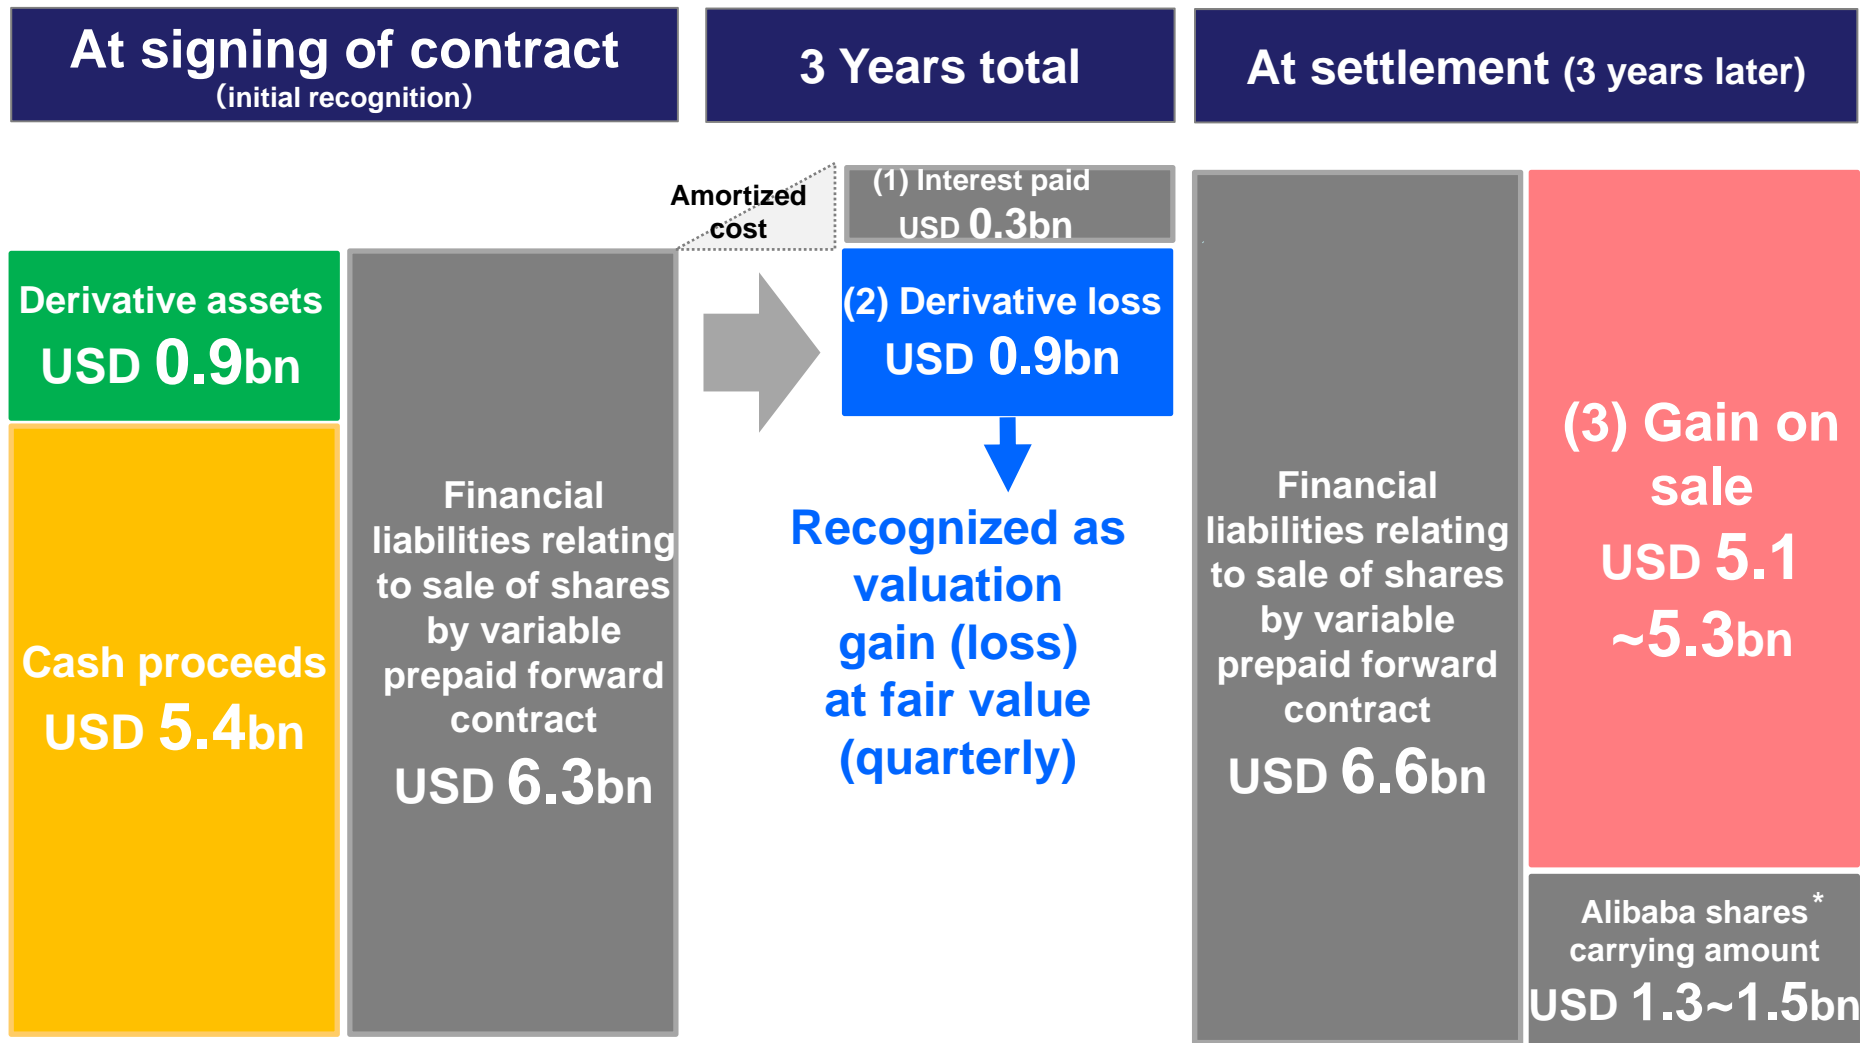 At signing of contract
(initial recognition)
3 Years total
At settlement (3 years later)
Derivative assets
USD 0.9bn
Cash proceeds
USD 5.4bn
Financial
liabilities relating
to sale of shares
by variable
prepaid forward
contract
USD 6.3bn
Amortized
cost
(1) Interest paid
USD 0.3bn
(2) Derivative loss
USD 0.9bn
Recognized as
valuation
gain (loss)
at fair value
(quarterly)
Financial
liabilities relating
to sale of shares
by variable
prepaid forward
contract
USD 6.6bn
(3) Gain on
sale
USD 5.1
~5.3bn
Alibaba shares*
carrying amount
USD 1.3~1.5bn